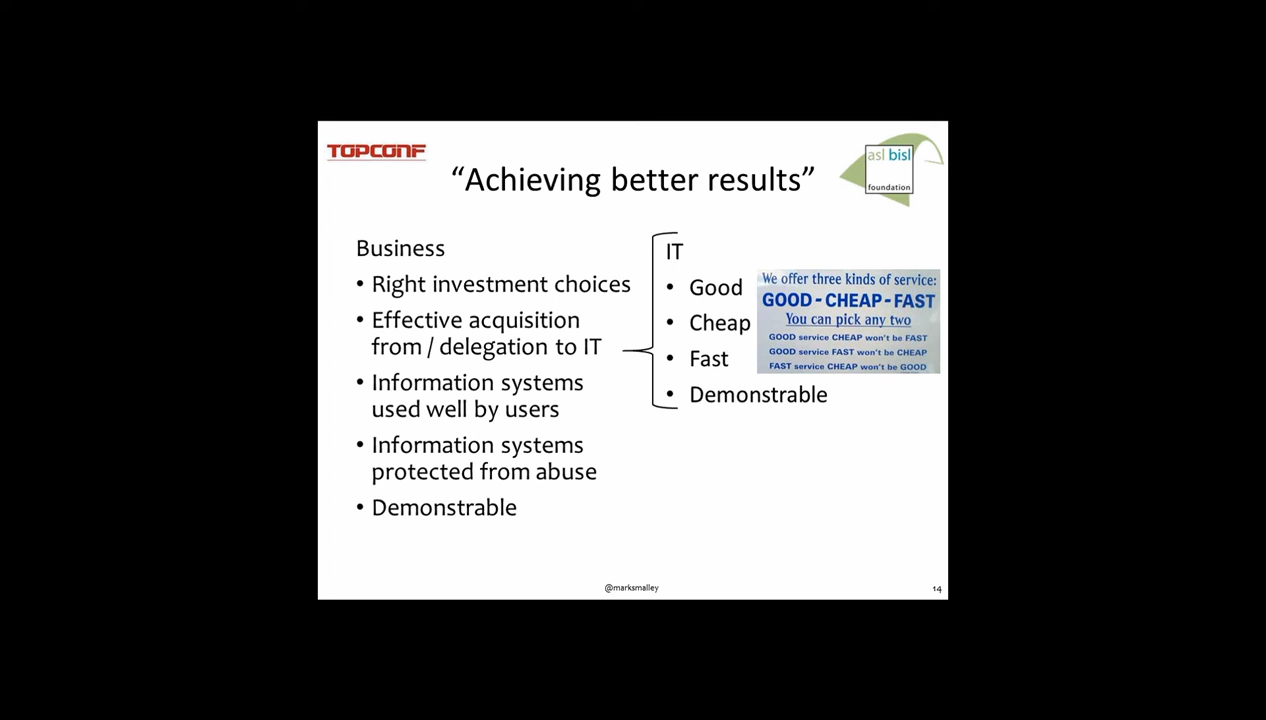 TOPCONF
asl bisl
foundation
“Achieving better results”
Business
• Right investment choices
• Effective acquisition
from / delegation to IT
• Information systems
used well by users
• Information systems
protected from abuse
• Demonstrable
IT
• Good
• Cheap
• Fast
• Demonstrable
We offer three kinds of service:
GOOD - CHEAP - FAST
You can pick any two
GOOD service CHEAP won't be FAST
GOOD service FAST won't be CHEAP
FAST service CHEAP won't be GOOD
@marksmalley
14